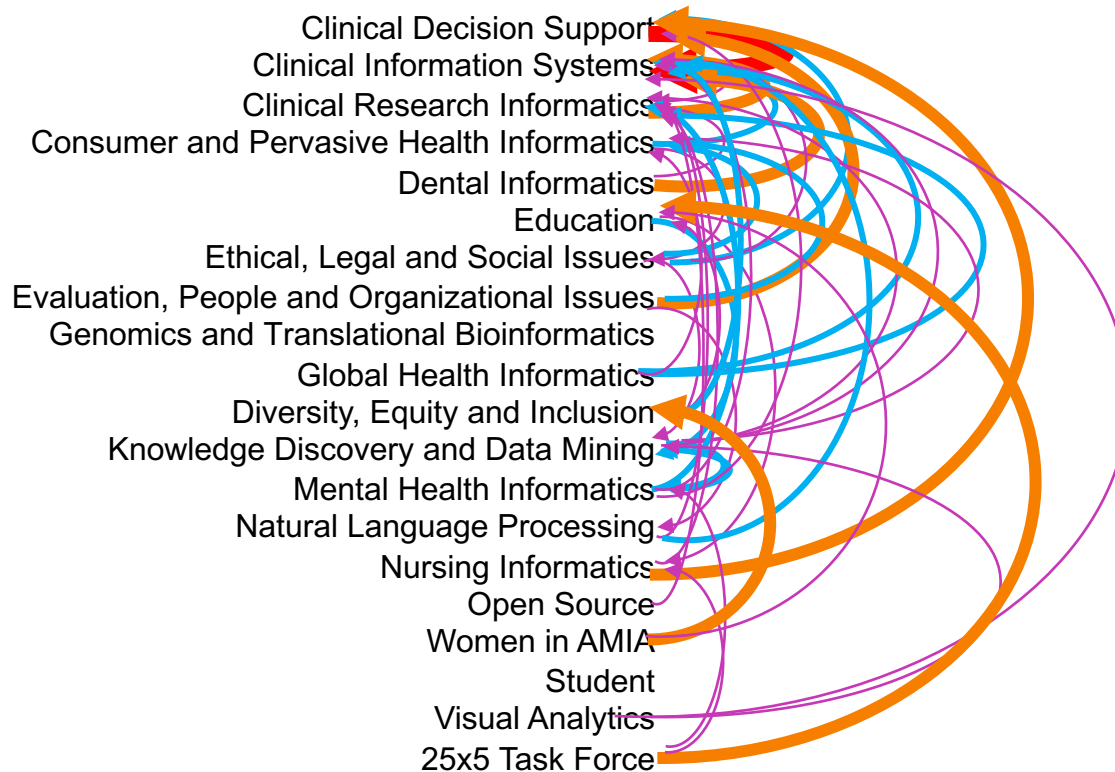 Clinical Decision Support
Clinical Information Systems
Clinical Research Informatics
Consumer and Pervasive Health Informatics
Dental Informatics
Education
Ethical, Legal and Social Issues
Evaluation, People and Organizational Issues
Genomics and Translational Bioinformatics
Global Health Informatics
Diversity, Equity and Inclusion
Knowledge Discovery and Data Mining
Mental Health Informatics
Natural Language Processing
Nursing Informatics
Open Source
Women in AMIA
Student
Visual Analytics
25x5 Task Force